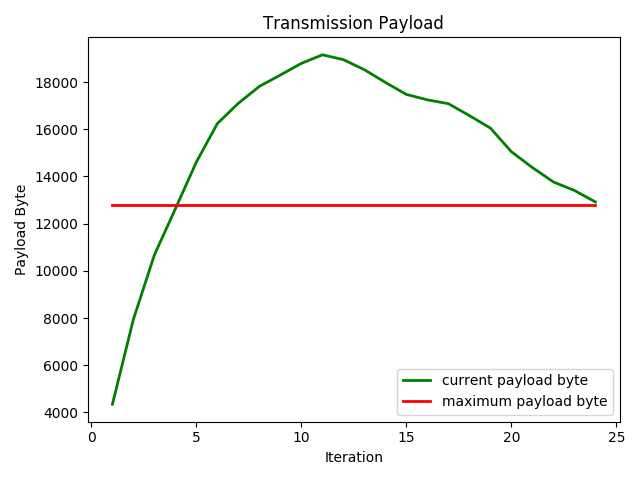 Transmission Payload
Payload Byte
18000
16000
14000
12000
10000
8000
6000
4000
0
5
10
15
20
25
Iteration
current payload byte
maximum payload byte